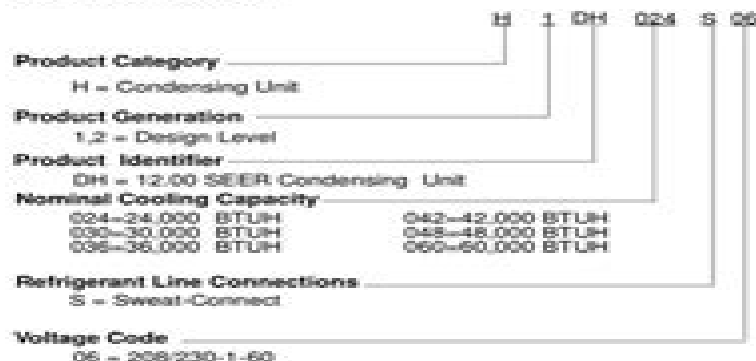 H 1 DH 024 S 00
Product Category
H = Condensing Unit
Product Generation
1,2 = Design Level
Product Identifier
DH = 12.00 SEER Condensing Unit
Nominal Cooling Capacity
024=24,000 BTUH 042=42,000 BTUH
030=30,000 BTUH 048=48,000 BTUH
036=36,000 BTUH 060=60,000 BTUH
Refrigerant Line Connections
S = Sweat-Connect
Voltage Code
06 = 208/230-1-60